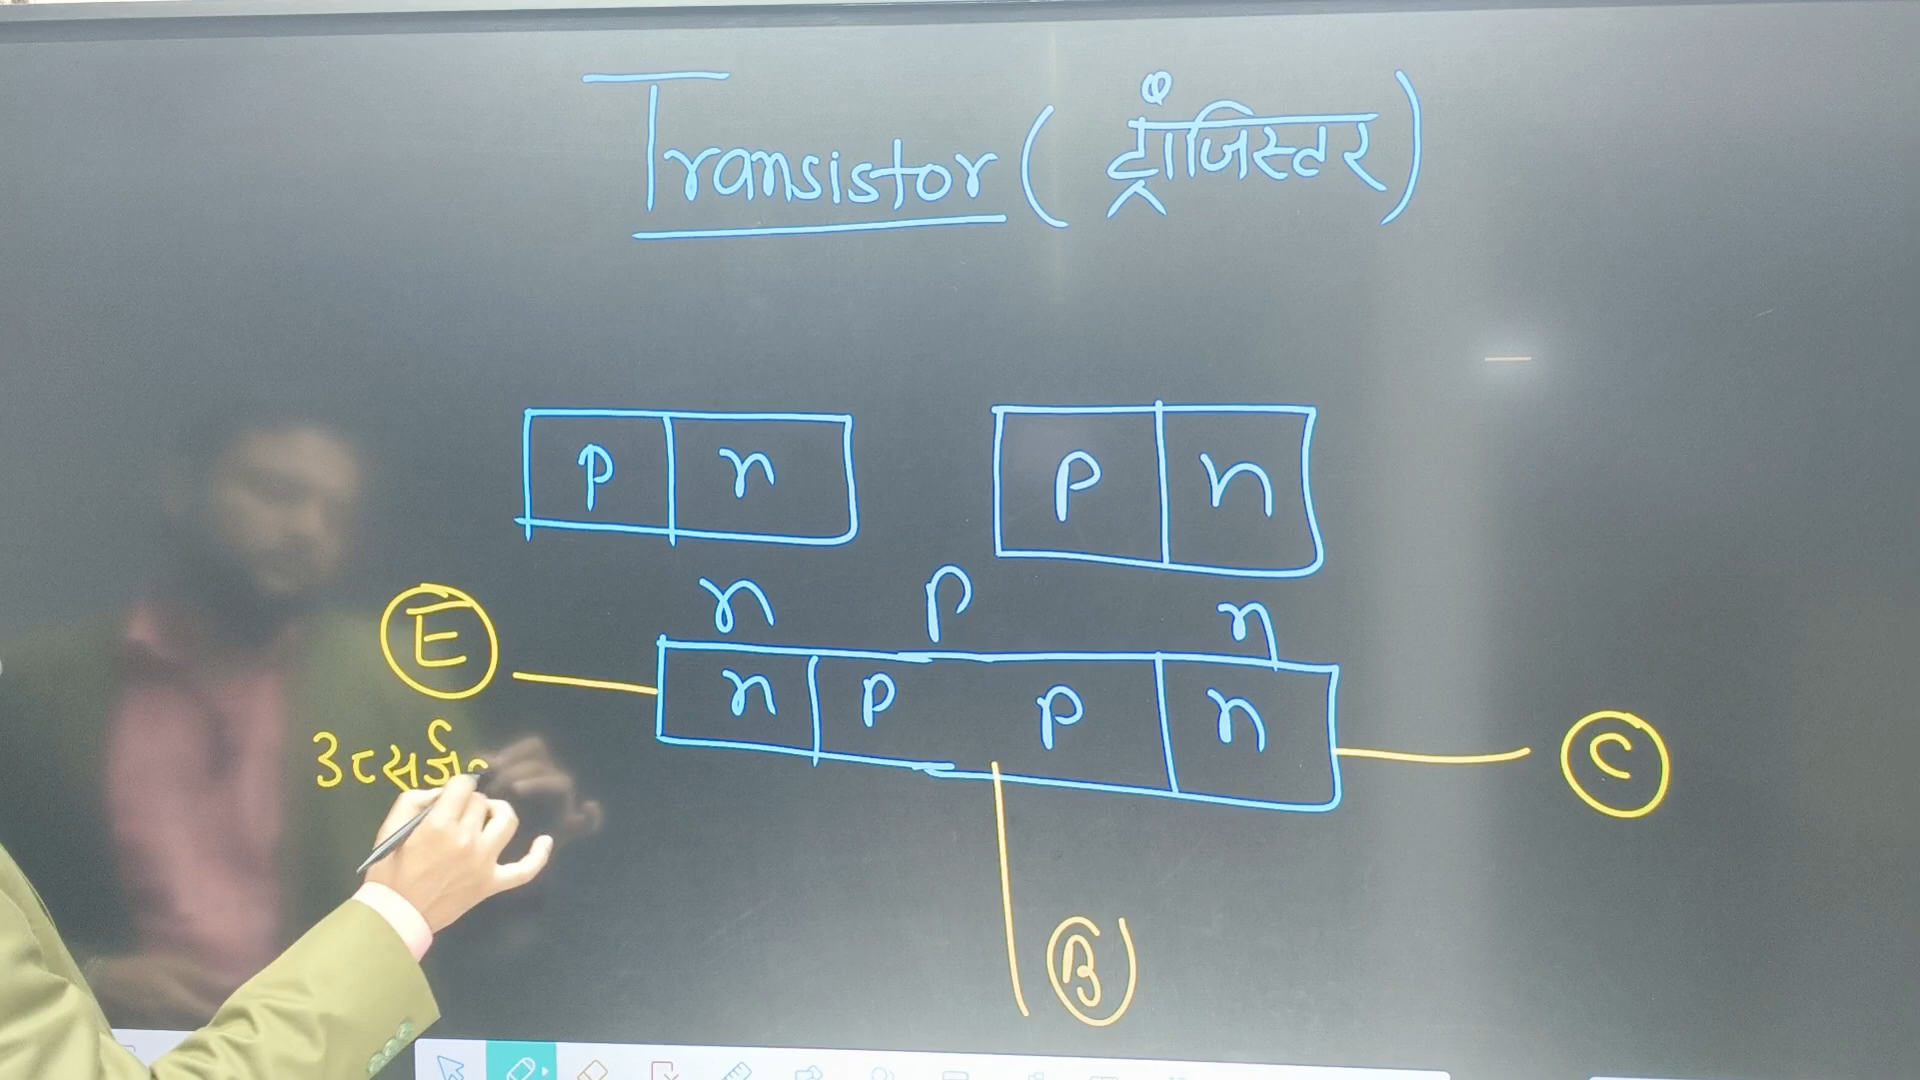 Transistor ( ट्रांजिस्टर )
p n p n
n p n
E
n p p n
C
उत्सर्ज
B